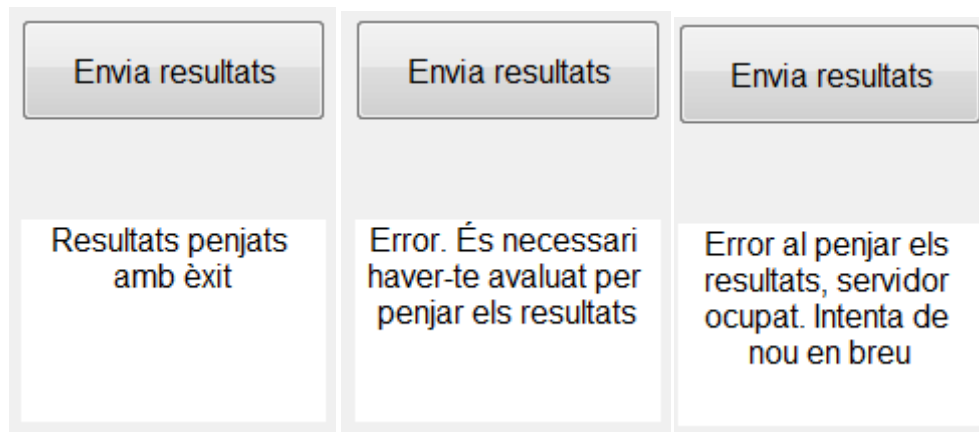 Envia resultats
Resultats penjats
amb èxit
Envia resultats
Error. És necessari
haver-te avaluat per
penjar els resultats
Envia resultats
Error al penjar els
resultats, servidor
ocupat. Intenta de
nou en breu